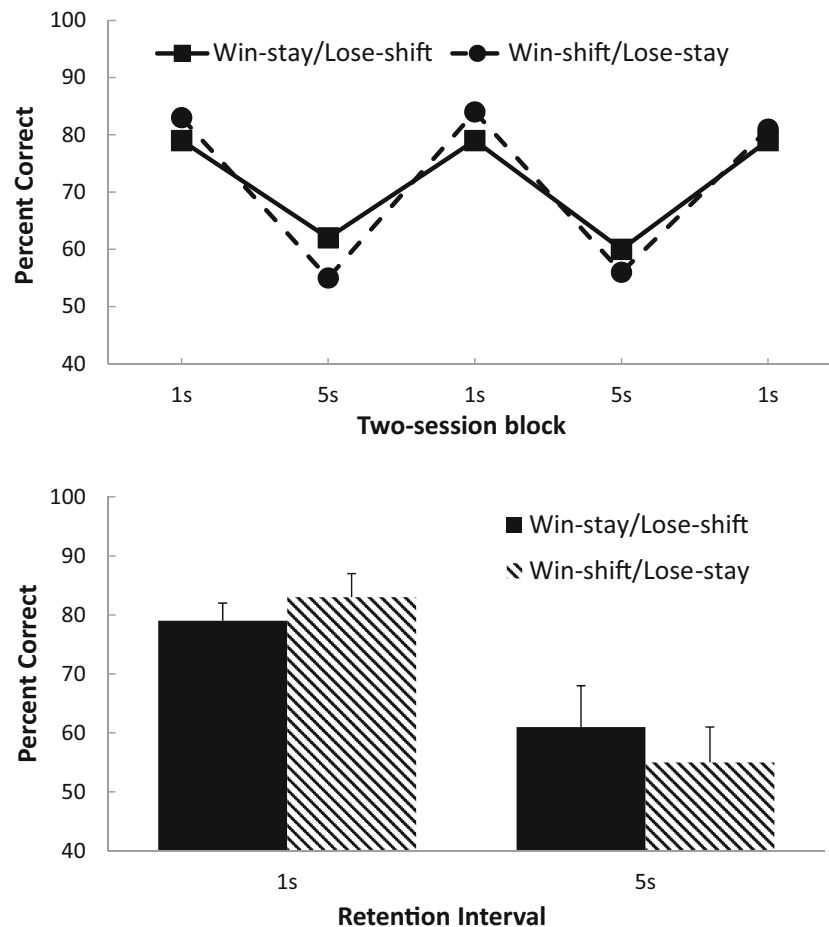 100
Win-stay/Lose-shift Win-shift/Lose-stay
90
80
70
60
50
40
Percent Correct
1s 5s 1s 5s 1s
Two-session block
100
Win-stay/Lose-shift
90
Win-shift/Lose-stay
80
70
60
50
40
Percent Correct
1s 5s
Retention Interval